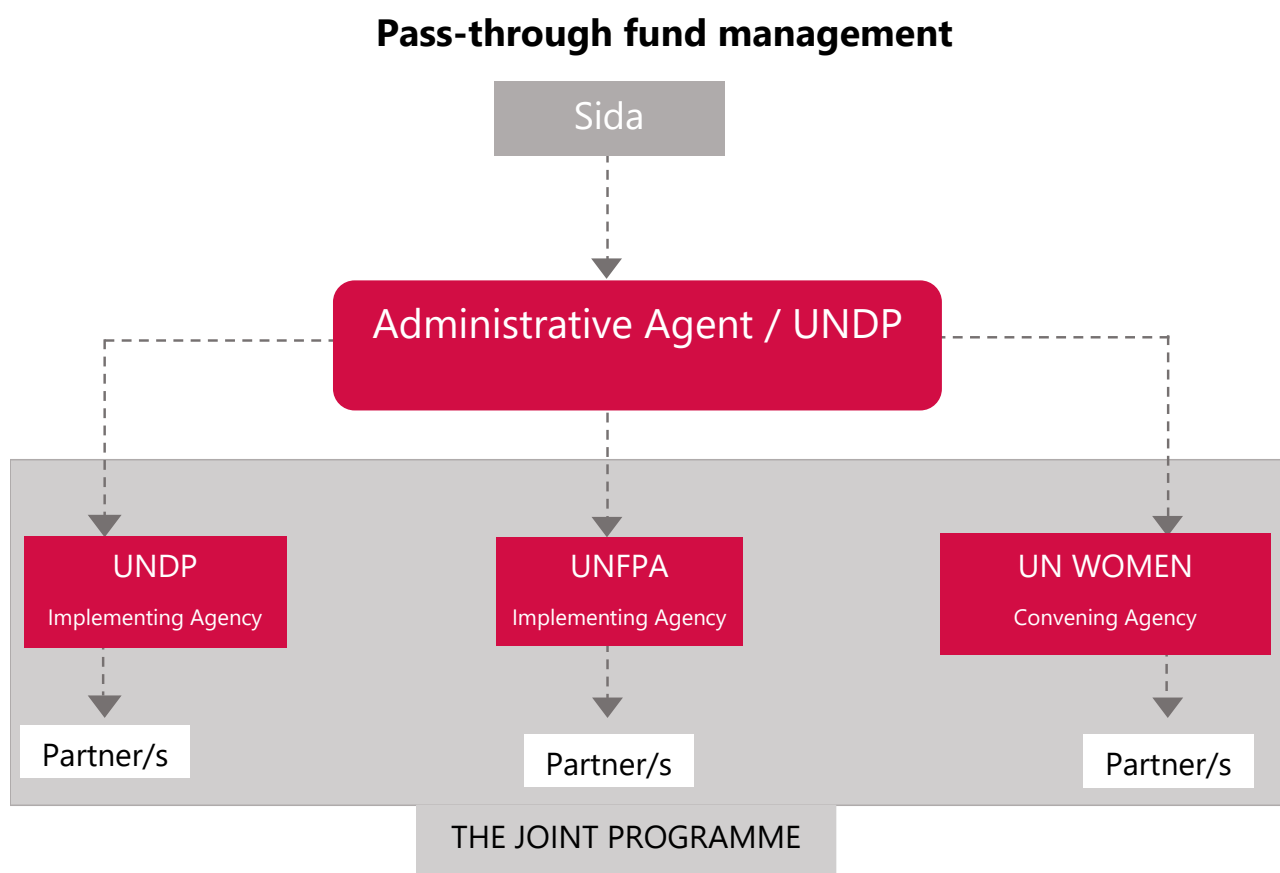 Pass-through fund management
Sida
Administrative Agent / UNDP
UNDP
Implementing Agency
UNFPA
Implementing Agency
UN WOMEN
Convening Agency
Partner/s
Partner/s
Partner/s
THE JOINT PROGRAMME